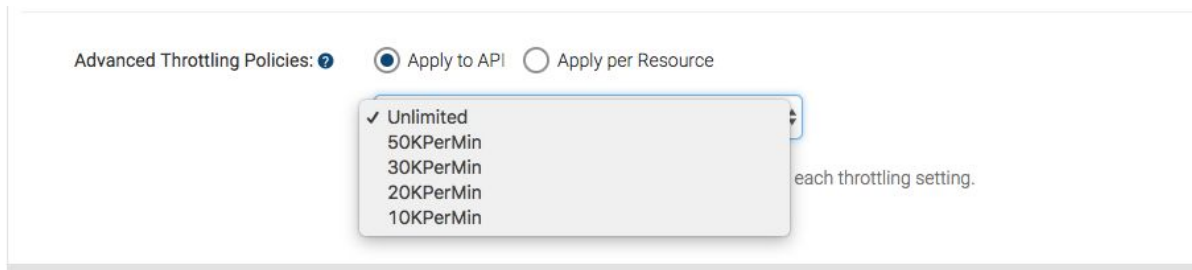 Advanced Throttling Policies: ? Apply to API Apply per Resource
✓ Unlimited
50KPerMin
30KPerMin
each throttling setting.
20KPerMin
10KPerMin